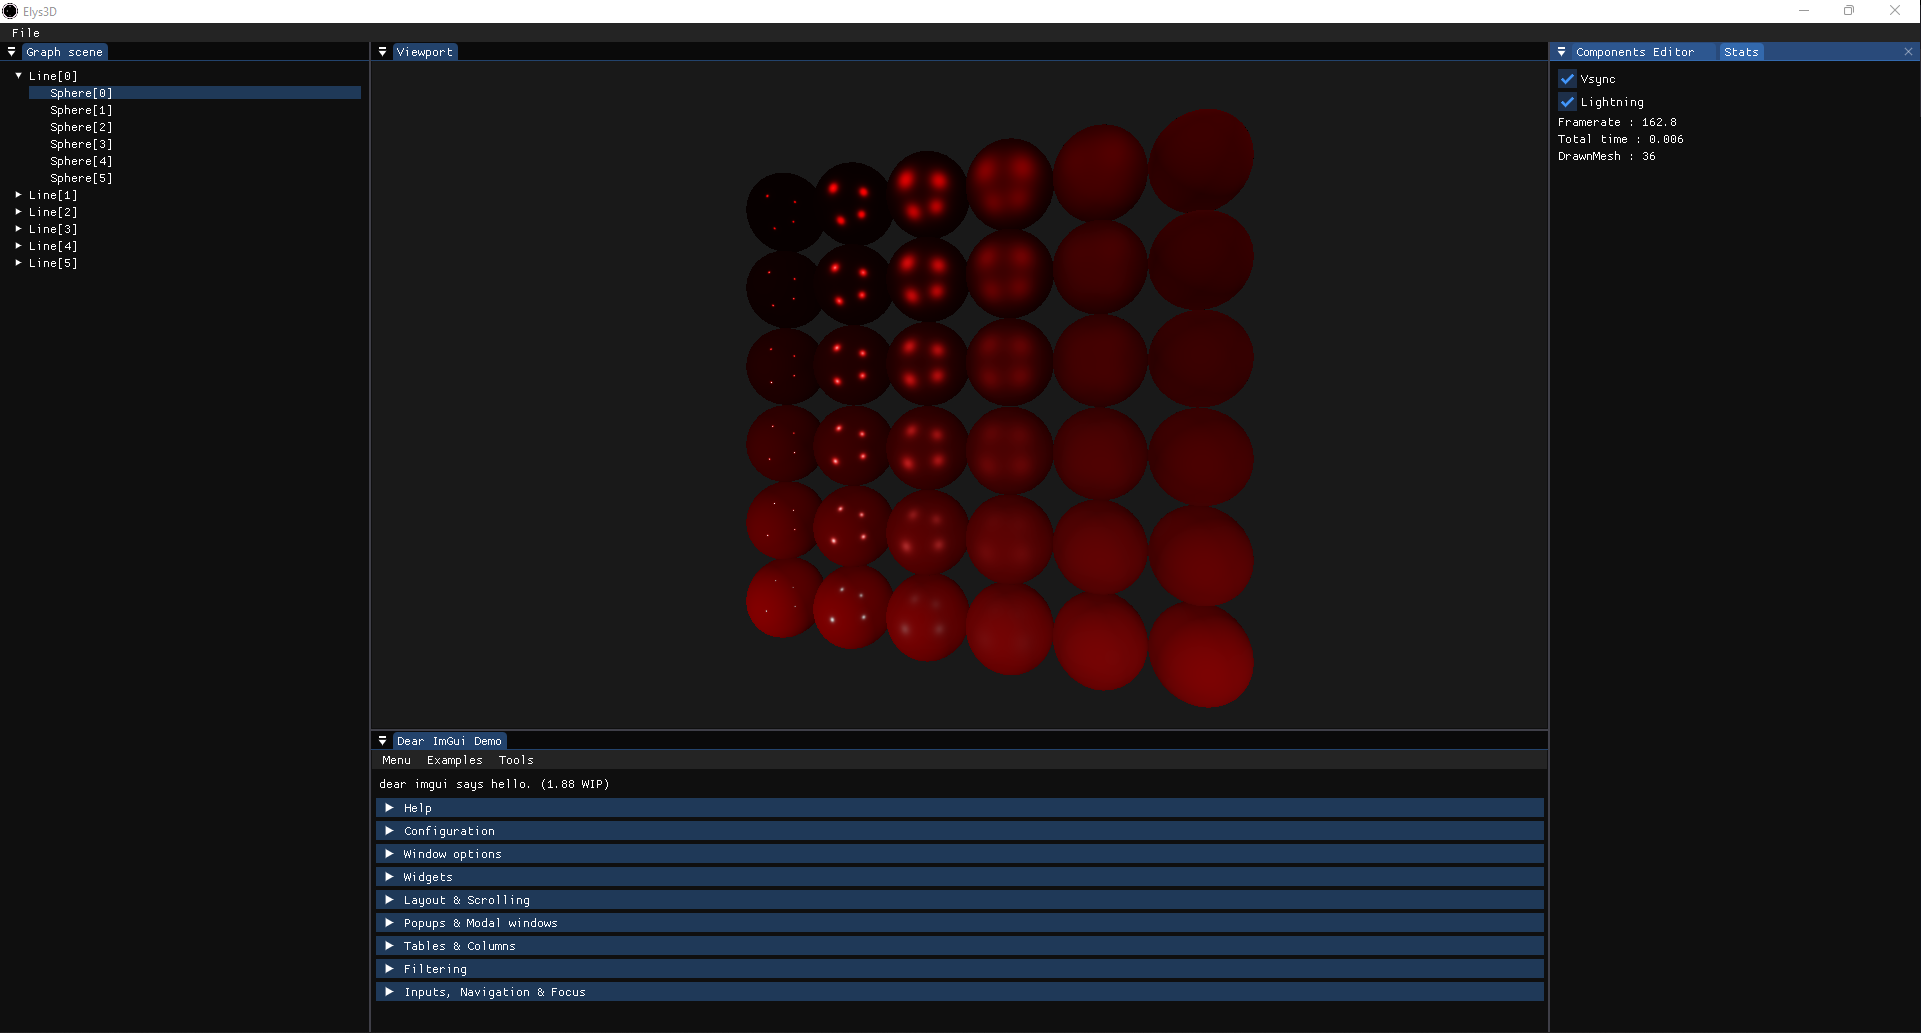 Elys3D
File
Graph scene
Line[0]
Sphere[0]
Sphere[1]
Sphere[2]
Sphere[3]
Sphere[4]
Sphere[5]
Line[1]
Line[2]
Line[3]
Line[4]
Line[5]
Viewport
Dear ImGui Demo
Menu Examples Tools
dear imgui says hello. (1.88 WIP)
Help
Configuration
Window options
Widgets
Layout & Scrolling
Popups & Modal windows
Tables & Columns
Filtering
Inputs, Navigation & Focus
Components Editor Stats
Vsync
Lightning
Framerate : 162.8
Total time : 0.006
DrawnMesh : 36